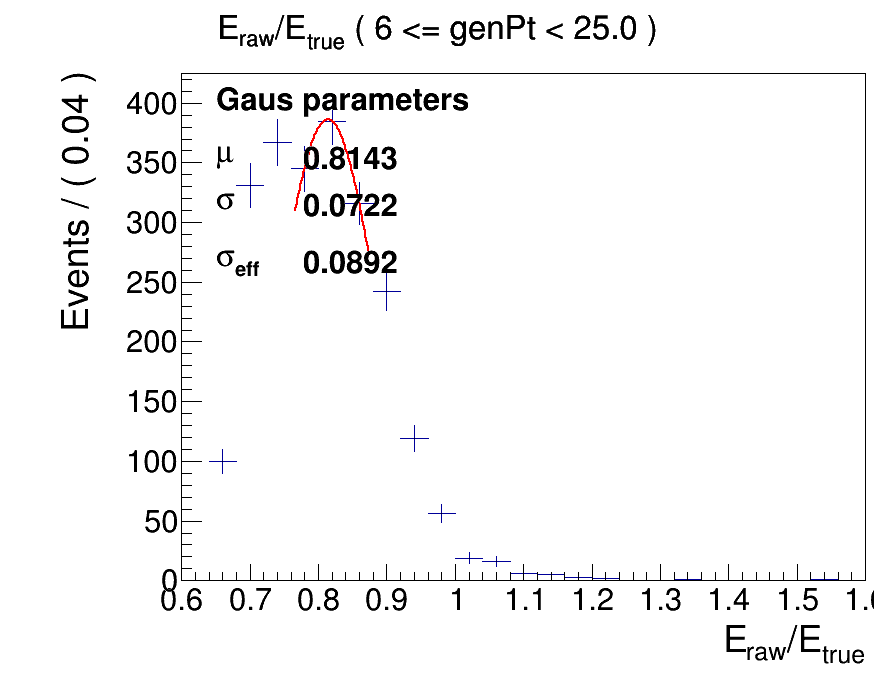 E_raw/E_true ( 6 <= genPt < 25.0 )
Events / ( 0.04 )
400
350
300
250
200
150
100
50
0
Gaus parameters
μ 0.8143
σ 0.0722
σ_eff 0.0892
0.6 0.7 0.8 0.9 1 1.1 1.2 1.3 1.4 1.5 1.6
E_raw/E_true